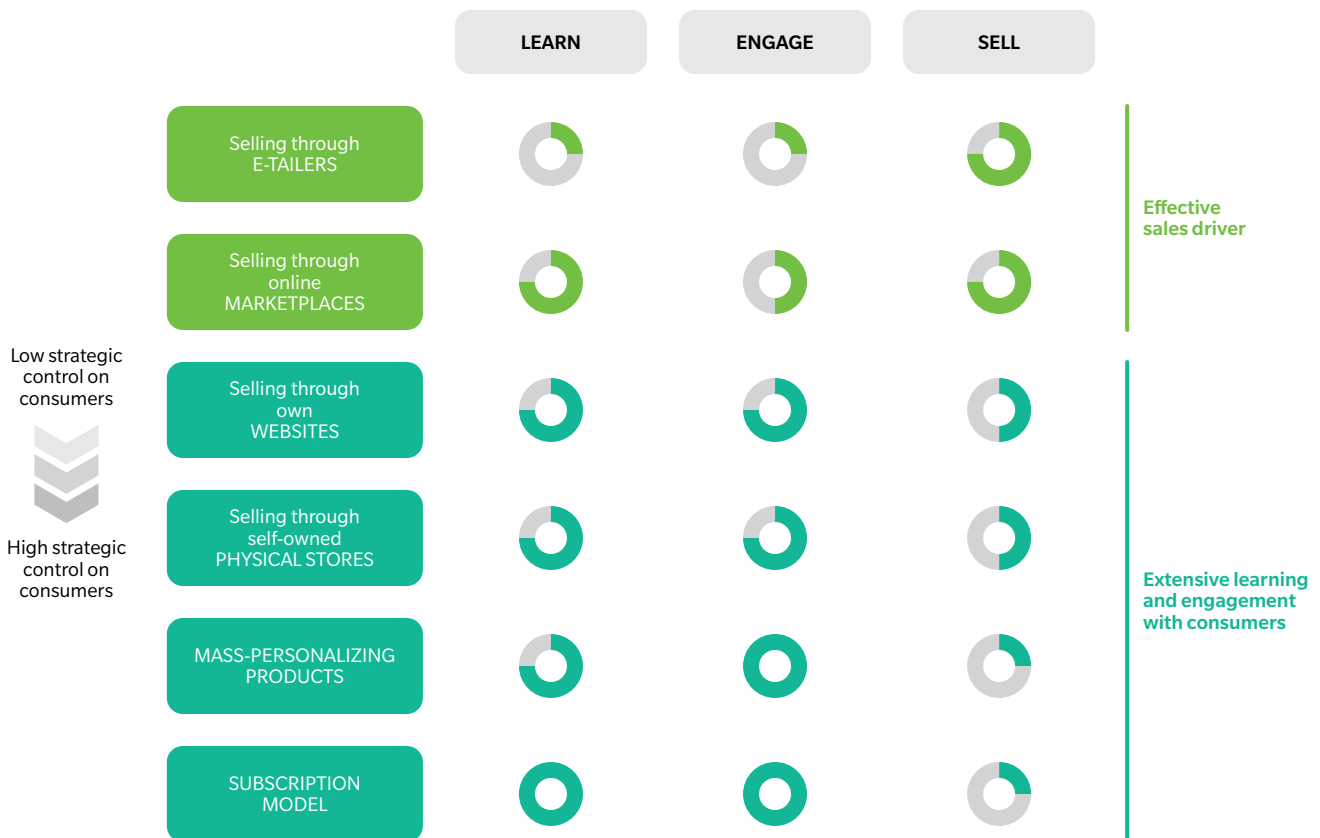 LEARN
ENGAGE
SELL
Selling through
E-TAILERS
Effective
sales driver
Selling through
online
MARKETPLACES
Low strategic
control on
consumers
High strategic
control on
consumers
Selling through
own
WEBSITES
Selling through
self-owned
PHYSICAL STORES
Extensive learning
and engagement
with consumers
MASS-PERSONALIZING
PRODUCTS
SUBSCRIPTION
MODEL